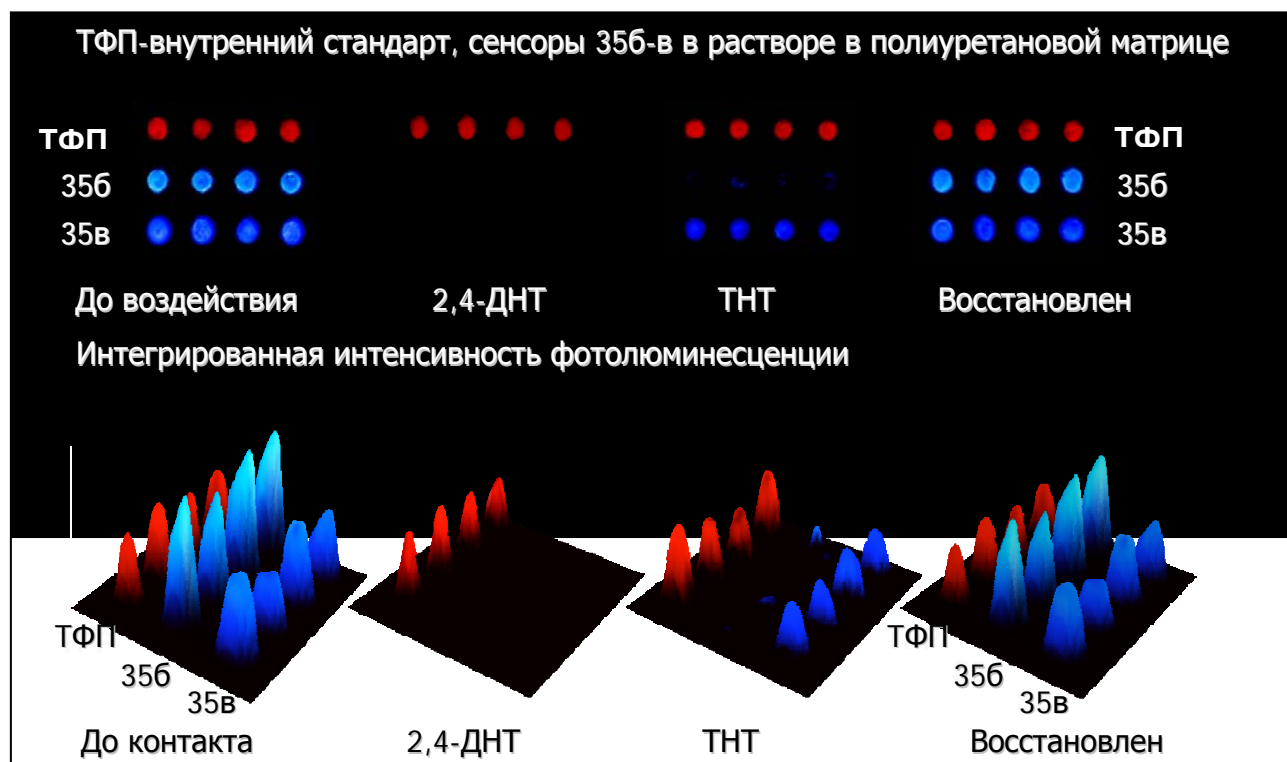 ТФП-внутренний стандарт, сенсоры 35б-в в растворе в полиуретановой матрице
ТФП ТФП
35б 35б
35в 35в
До воздействия 2,4-ДНТ ТНТ Восстановлен
Интегрированная интенсивность фотолюминесценции
ТФП ТФП
35б 35б
35в 35в
До контакта 2,4-ДНТ ТНТ Восстановлен